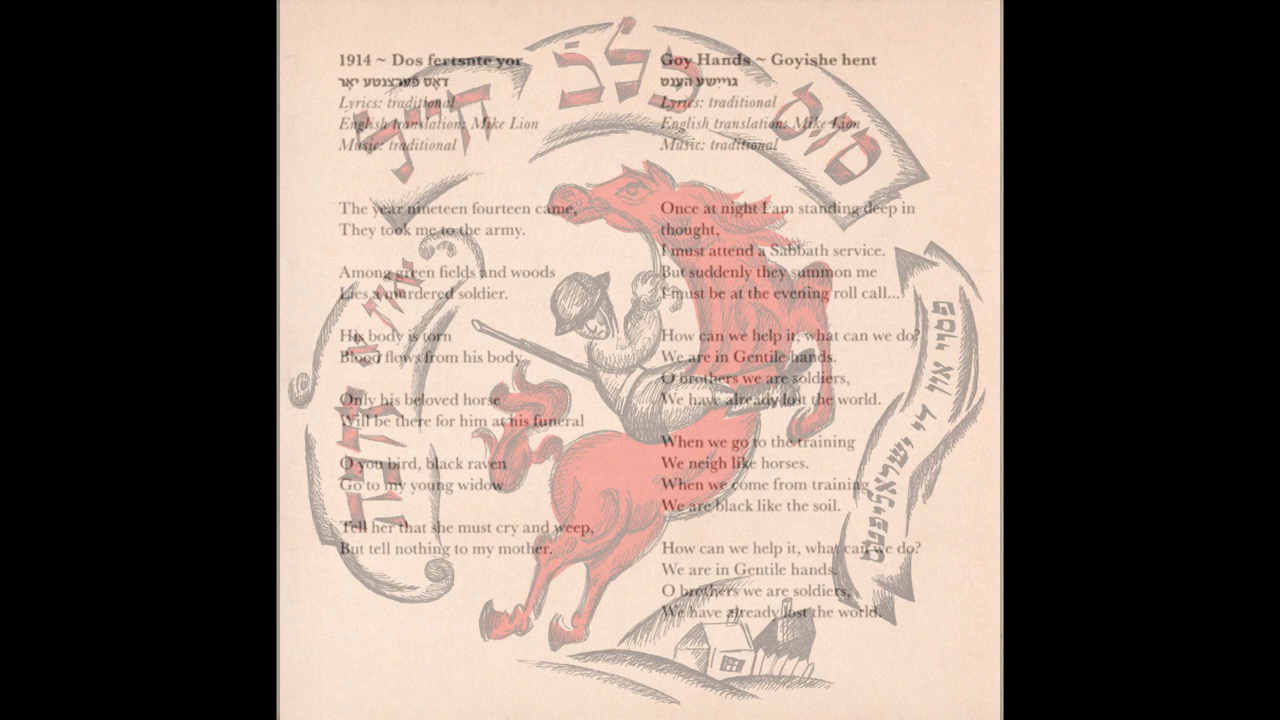 1914 ~ Dos fertsnte yor
דאָס פֿערצנטע יאָר
Lyrics: traditional
English translation: Mike Lion
Music: traditional
The year nineteen fourteen came,
They took me to the army.
Among green fields and woods
Lies a murdered soldier.
His body is torn
Blood flows from his body
Only his beloved horse
Will be there for him at his funeral
O you bird, black raven
Go to my young widow
Tell her that she must cry and weep,
But tell nothing to my mother.
Goy Hands ~ Goyishe hent
גוייִשע הענט
Lyrics: traditional
English translation: Mike Lion
Music: traditional
Once at night I am standing deep in
thought,
I must attend a Sabbath service.
But suddenly they summon me
I must be at the evening roll call...
How can we help it, what can we do?
We are in Gentile hands.
O brothers we are soldiers,
We have already lost the world.
When we go to the training
We neigh like horses.
When we come from training
We are black like the soil.
How can we help it, what can we do?
We are in Gentile hands.
O brothers we are soldiers,
We have already lost the world.
און א